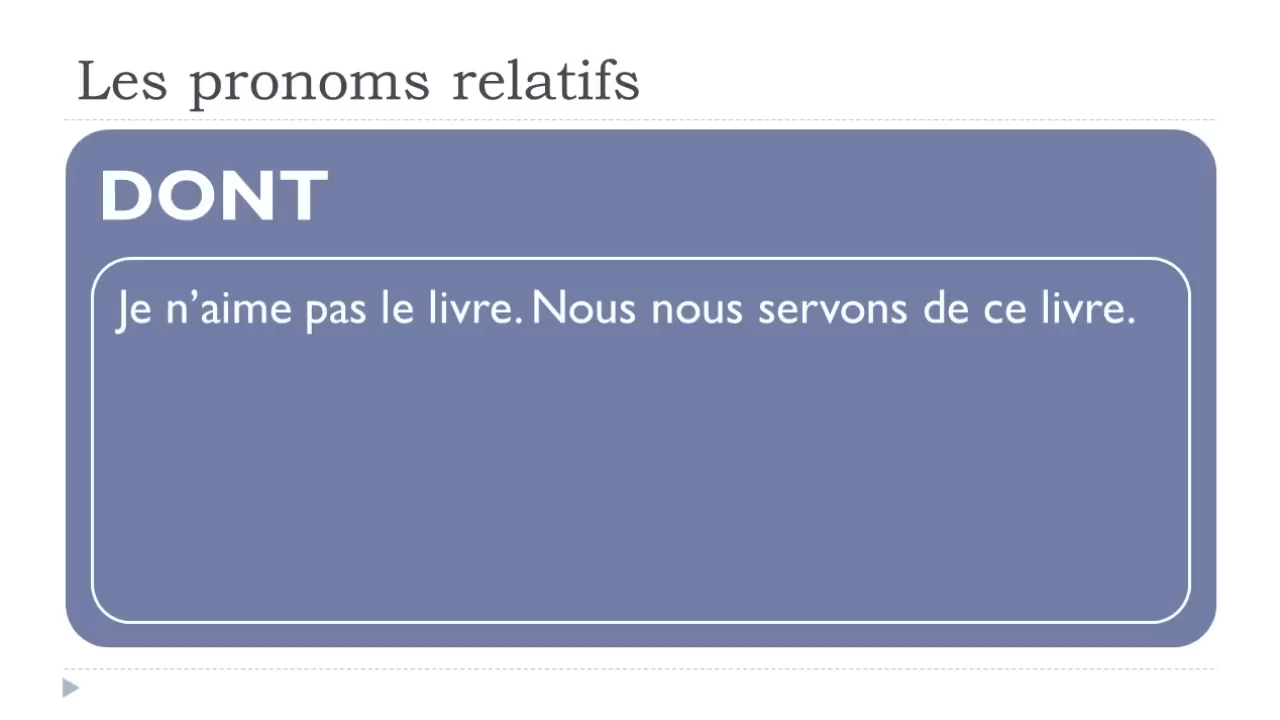 Les pronoms relatifs
DONT
Je n’aime pas le livre. Nous nous servons de ce livre.